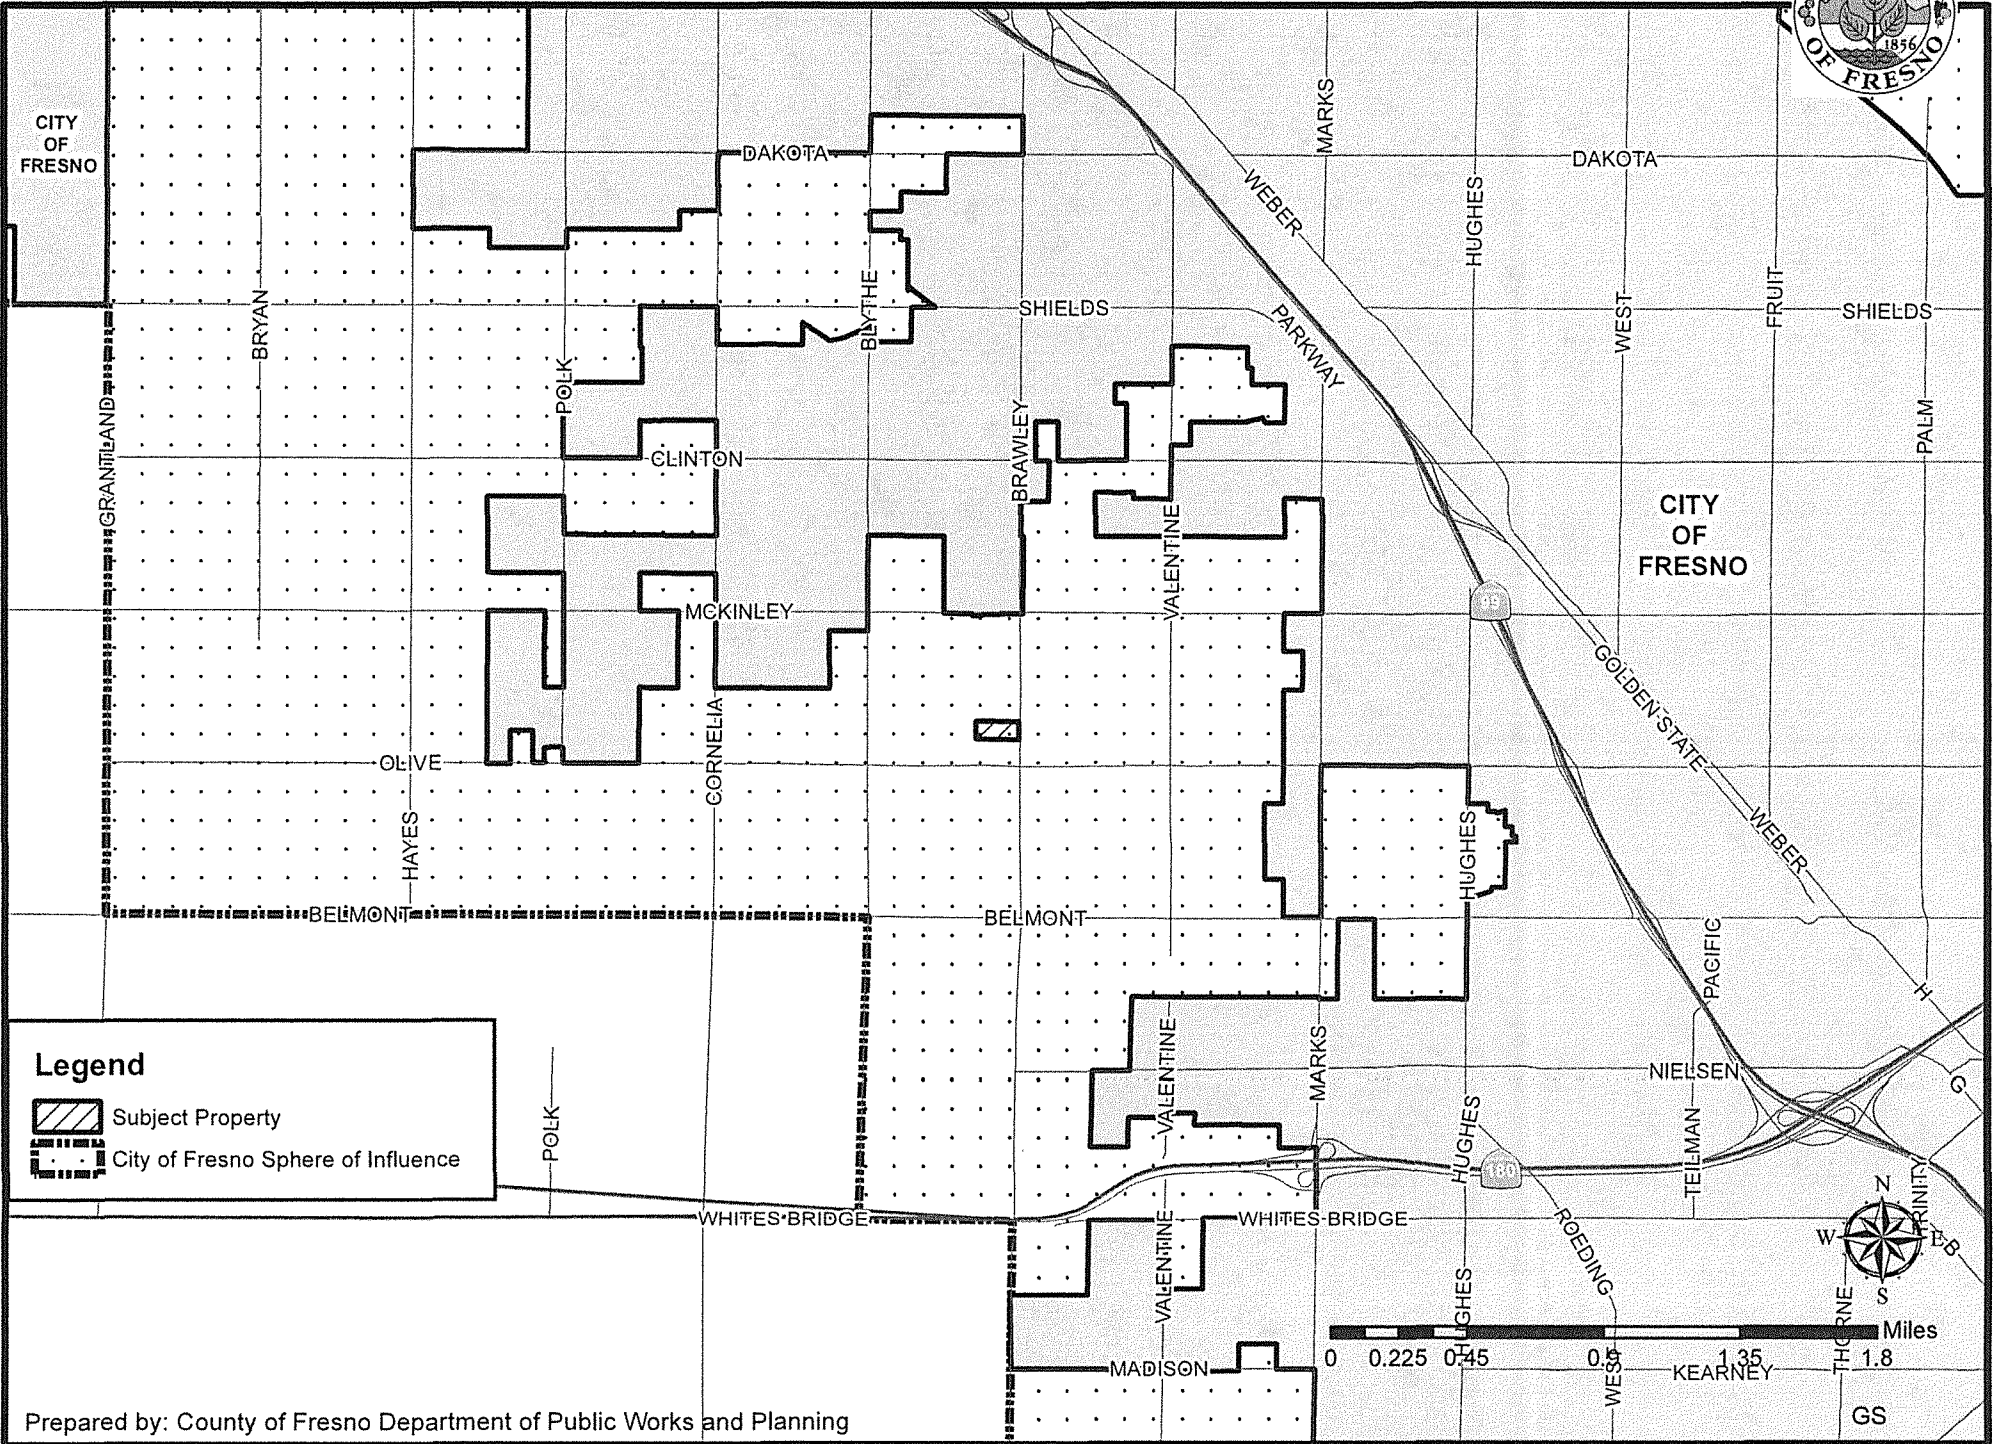 1856
OF FRESNO
CITY
OF
FRESNO
DAKOTA
DAKOTA
MARKS
WEBER
HUGHES
BRYAN
BLYTHE
SHIELDS
PARKWAY
WEST
FRUIT
SHIELDS
POLK
GRANTLAND
CLINTON
BRAWLEY
PALM
VALENTINE
CITY
OF
FRESNO
99
MCKINLEY
GOLDEN STATE
OLIVE
CORNELIA
HAYES
HUGHES
WEBER
BELMONT
BELMONT
PACIFIC
H
Legend
Subject Property
City of Fresno Sphere of Influence
POLK
VALENTINE
MARKS
NIELSEN
G
HUGHES
180
TEILMAN
TRINITY
WHITES BRIDGE
WHITES BRIDGE
VALENTINE
ROEDING
B
N
W
E
S
HUGHES
THORNE
Miles
0 0.225 0.45 0.9 1.35 1.8
WEST
MADISON
KEARNEY
GS
Prepared by: County of Fresno Department of Public Works and Planning